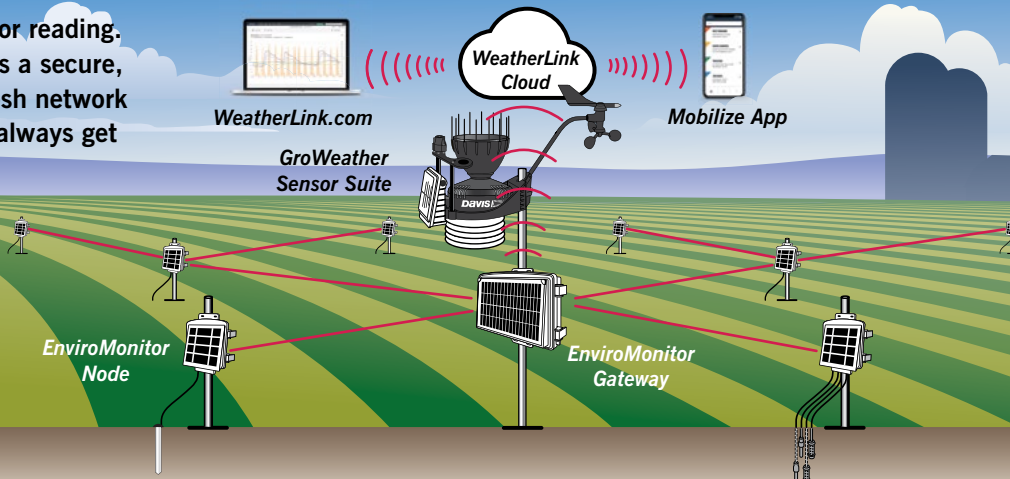 or reading.
s a secure,
sh network
always get
WeatherLink
Cloud
WeatherLink.com
Mobilize App
GroWeather
Sensor Suite
DAVIS
EnviroMonitor
Node
EnviroMonitor
Gateway